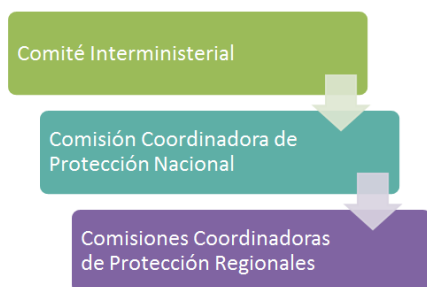 Comité Interministerial
Comisión Coordinadora de
Protección Nacional
Comisiones Coordinadoras
de Protección Regionales